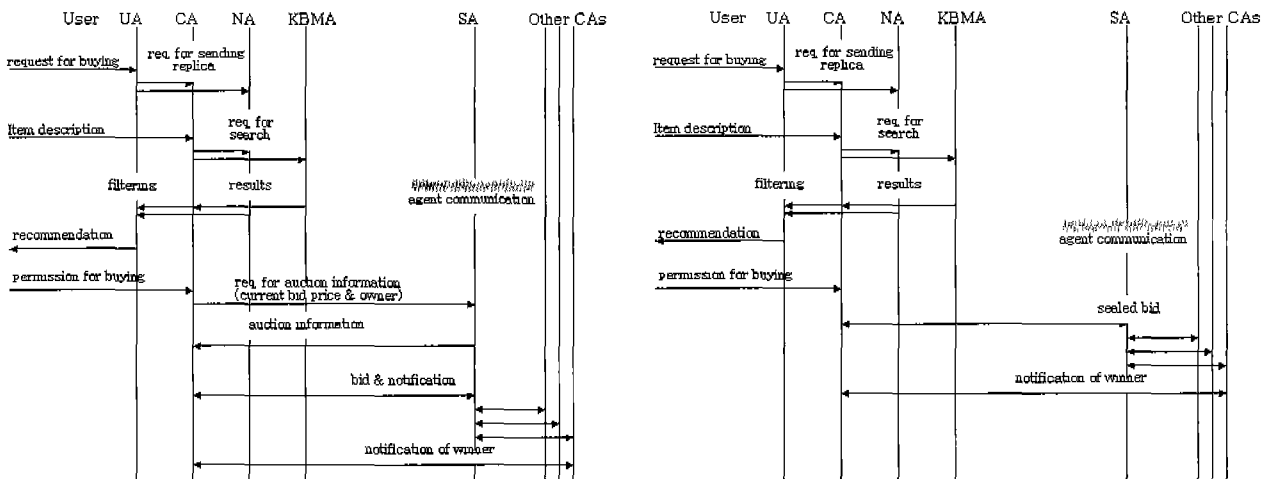 User UA CA NA KBMA SA Other CAs
req. for sending
replica
request for buying
Item description
req. for
search
filtering results
agent communication
recommendation
permission for buying
req. for auction information
(current bid price & owner)
auction information
bid & notification
notification of winner
User UA CA NA KBMA SA Other CAs
req. for sending
replica
request for buying
Item description
req. for
search
filtering results
agent communication
recommendation
permission for buying
sealed bid
notification of winner